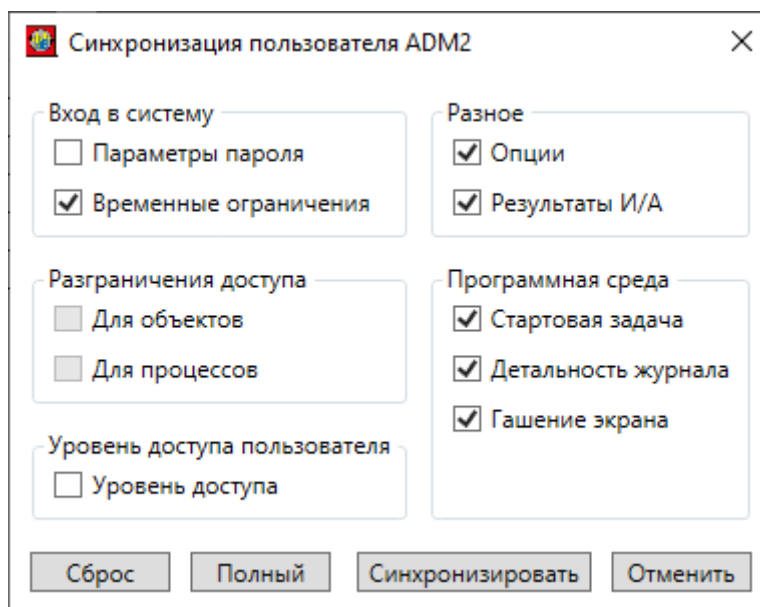 Синхронизация пользователя ADM2
Вход в систему
Параметры пароля
Временные ограничения
Разное
Опции
Результаты И/А
Разграничения доступа
Для объектов
Для процессов
Программная среда
Стартовая задача
Детальность журнала
Гашение экрана
Уровень доступа пользователя
Уровень доступа
Сброс
Полный
Синхронизировать
Отменить